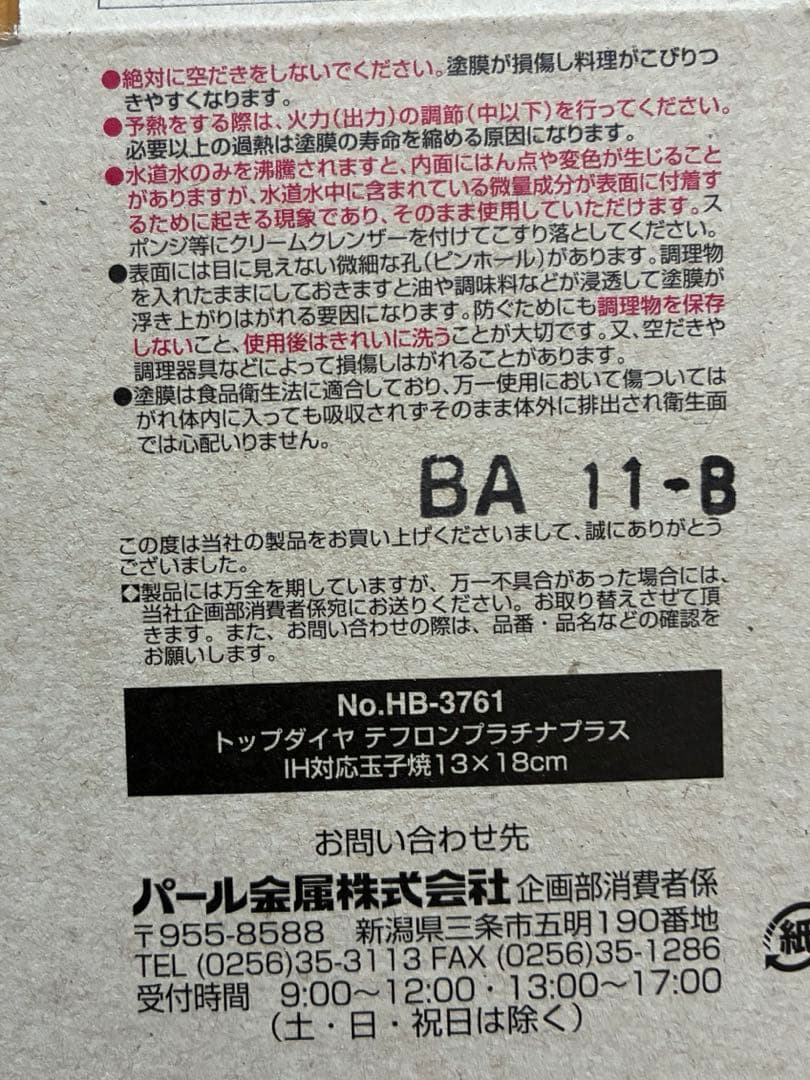 ●絶対に空だきをしないでください。塗膜が損傷し料理がこびりつ
きやすくなります。
●予熱をする際は、火力(出力)の調節(中以下)を行ってください。
必要以上の過熱は塗膜の寿命を縮める原因になります。
●水道水のみを沸騰されますと、内面にはん点や変色が生じること
がありますが、水道水中に含まれている微量成分が表面に付着す
るために起きる現象であり、そのまま使用していただけます。ス
ポンジ等にクリームクレンザーを付けてこすり落としてください。
●表面には目に見えない微細な孔(ピンホール)があります。調理物
を入れたままにしておきますと油や調味料などが浸透して塗膜が
浮き上がりはがれる要因になります。防ぐためにも調理物を保存
しないこと、使用後はきれいに洗うことが大切です。又、空だきや
調理器具などによって損傷しはがれることがあります。
●塗膜は食品衛生法に適合しており、万一使用において傷ついては
がれ体内に入っても吸収されずそのまま体外に排出され衛生面
では心配いりません。
BA 11-B
この度は当社の製品をお買い上げくださいまして、誠にありがとう
ございました。
製品には万全を期していますが、万一不具合があった場合には、
当社企画部消費者係宛にお送りください。お取り替えさせて頂
きます。また、お問い合わせの際は、品番・品名などの確認を
お願いします。
No.HB-3761
トップダイヤ テフロンプラチナプラス
IH対応玉子焼13×18cm
お問い合わせ先
パール金属株式会社 企画部消費者係
〒955-8588 新潟県三条市五明190番地
TEL (0256)35-3113 FAX (0256)35-1286
受付時間 9:00〜12:00・13:00〜17:00
(土・日・祝日は除く)
紙